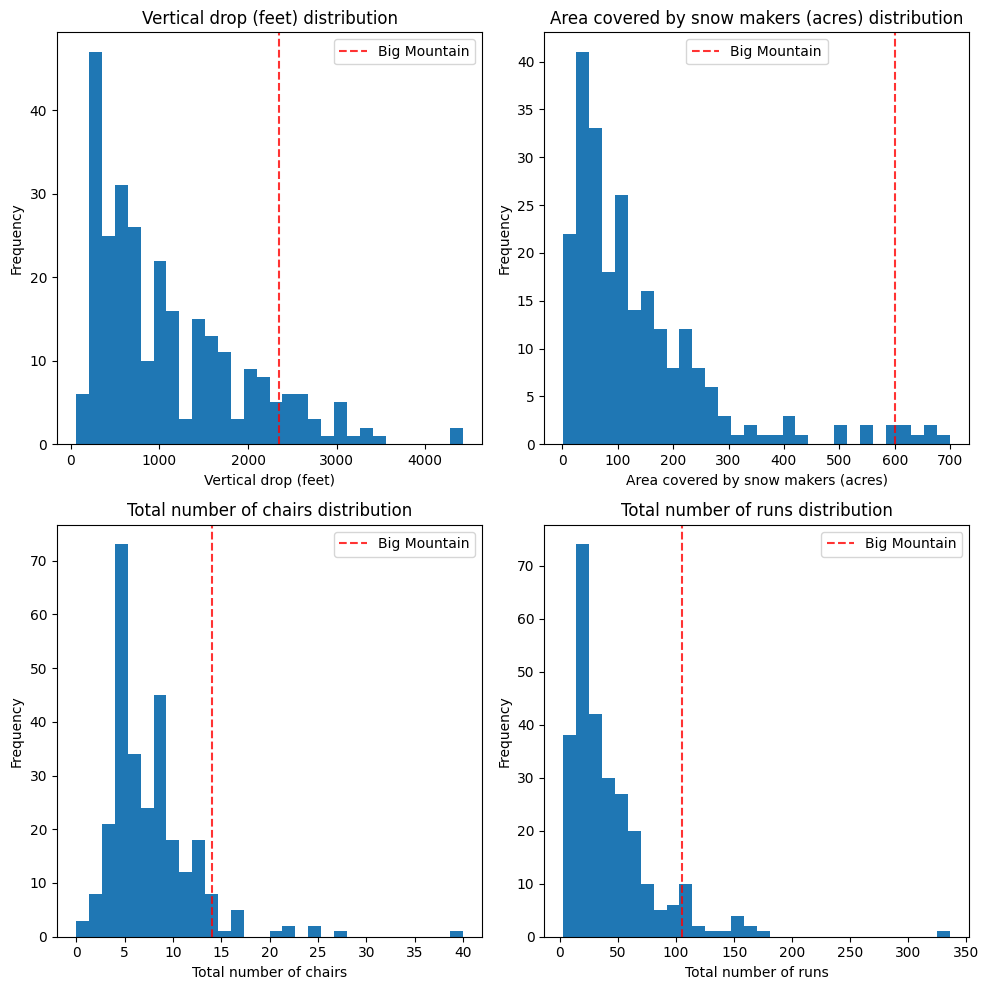 Vertical drop (feet) distribution
Big Mountain
Frequency
40
30
20
10
0
0 1000 2000 3000 4000
Vertical drop (feet)
Area covered by snow makers (acres) distribution
Big Mountain
Frequency
40
35
30
25
20
15
10
5
0
0 100 200 300 400 500 600 700
Area covered by snow makers (acres)
Total number of chairs distribution
Big Mountain
Frequency
70
60
50
40
30
20
10
0
0 5 10 15 20 25 30 35 40
Total number of chairs
Total number of runs distribution
Big Mountain
Frequency
70
60
50
40
30
20
10
0
0 50 100 150 200 250 300 350
Total number of runs